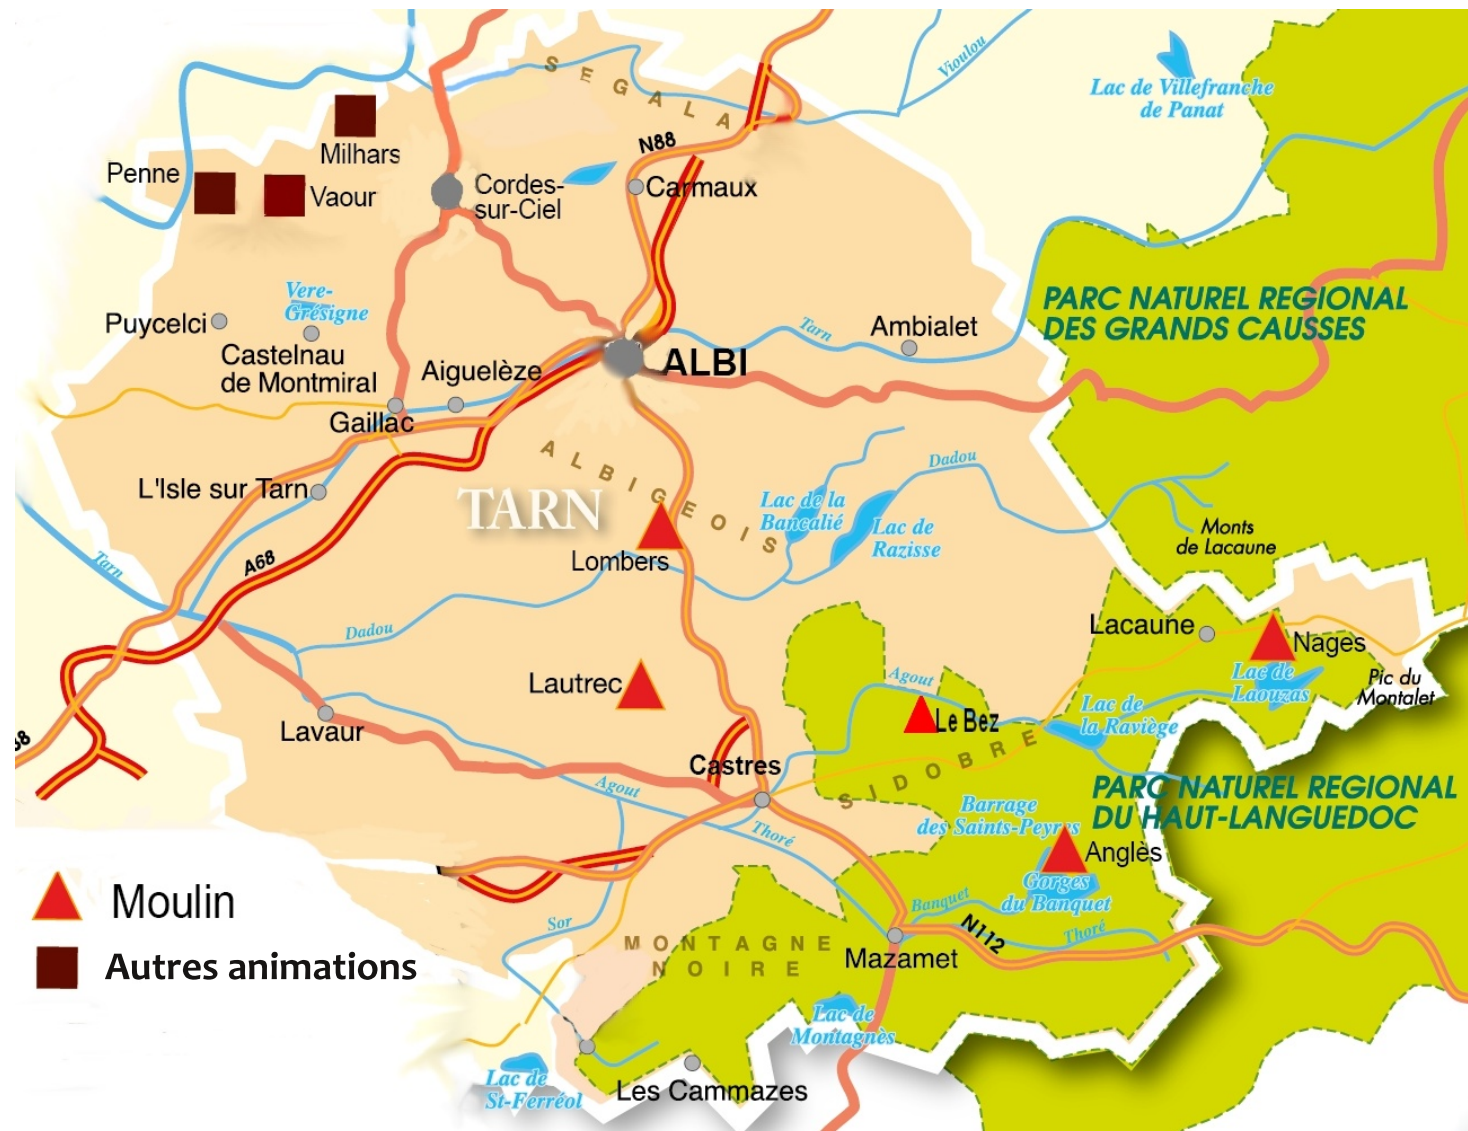 Vioulou
SEGALA
Lac de Villefranche
de Panat
Milhars
N88
Penne
Vaour
Cordes-
sur-Ciel
Carmaux
Vere-
Grésigne
PARC NATUREL REGIONAL
DES GRANDS CAUSSES
Puycelci
Tarn
Ambialet
Castelnau
de Montmiral
Aiguelèze
ALBI
Gaillac
ALBIGEOIS
Dadou
L'Isle sur Tarn
TARN
Lac de la
Bancalié
Lac de
Razisse
Monts
de Lacaune
A68
Tarn
Lombers
Dadou
Lacaune
Nages
Lac de
Laouzas
Pic du
Montalet
Lautrec
Agout
Le Bez
Lac de
la Raviège
Lavaur
68
Castres
SIDOBRE
Agout
Thoré
PARC NATUREL REGIONAL
DU HAUT-LANGUEDOC
Barrage
des Saints-Peyres
Anglès
Gorges
du Banquet
Moulin
Banquet
Sor
N112
Thoré
MONTAGNE
NOIRE
Mazamet
Autres animations
Lac de
Montagnès
Lac de
St-Ferréol
Les Cammazes